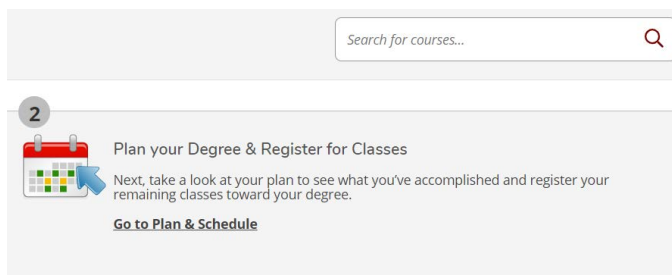 Search for courses...
2
Plan your Degree & Register for Classes
Next, take a look at your plan to see what you've accomplished and register your
remaining classes toward your degree.
Go to Plan & Schedule